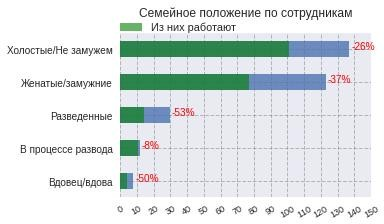 Семейное положение по сотрудникам
Из них работают
Холостые/Не замужем
-26%
Женатые/замужние
-37%
Разведенные
-53%
В процессе развода
-8%
Вдовец/вдова
-50%
0 10 20 30 40 50 60 70 80 90 100 110 120 130 140 150